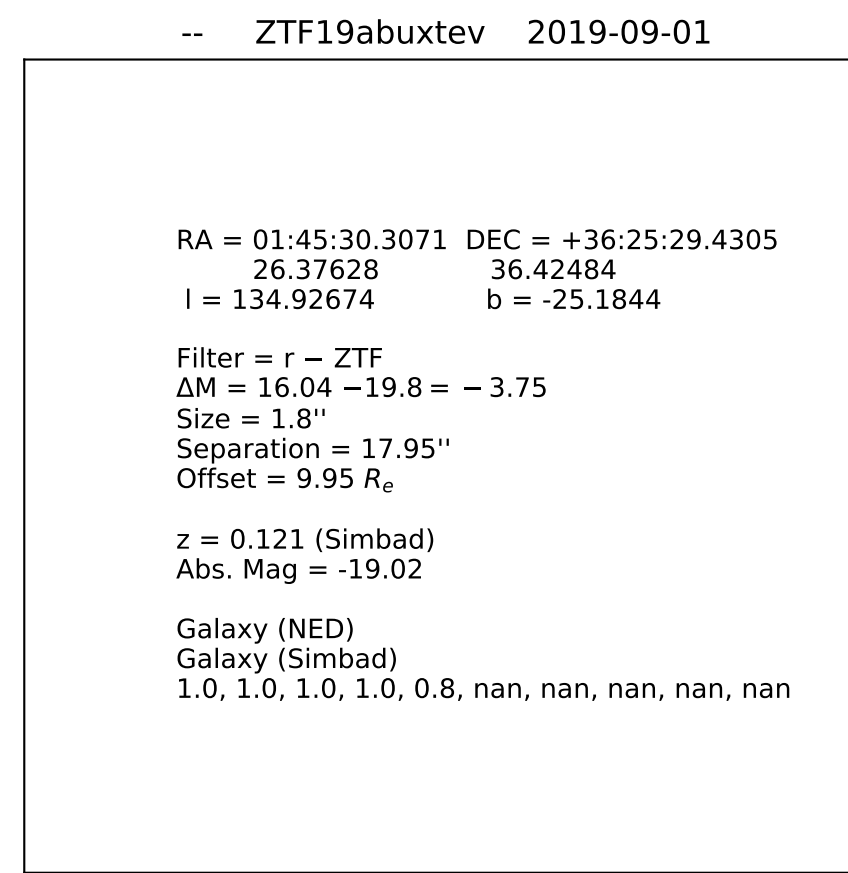 -- ZTF19abuxtev 2019-09-01
RA = 01:45:30.3071 DEC = +36:25:29.4305
26.37628 36.42484
l = 134.92674 b = -25.1844
Filter = r − ZTF
ΔM = 16.04 −19.8 = − 3.75
Size = 1.8''
Separation = 17.95''
Offset = 9.95 Rₑ
z = 0.121 (Simbad)
Abs. Mag = -19.02
Galaxy (NED)
Galaxy (Simbad)
1.0, 1.0, 1.0, 1.0, 0.8, nan, nan, nan, nan, nan